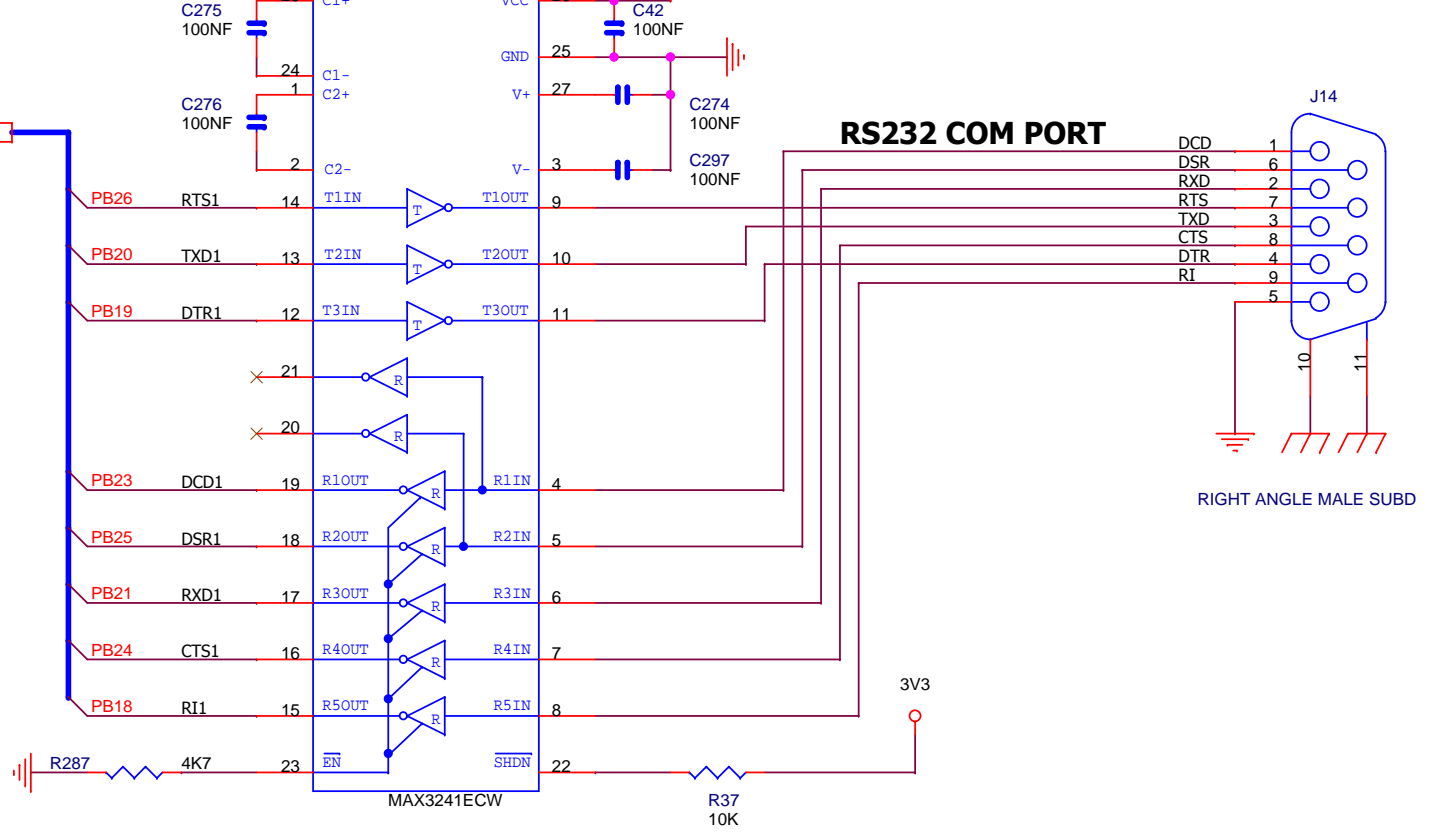 C275
100NF
C1+
VCC
C42
100NF
GND 25
24 C1-
1 C2+
V+ 27
C276
100NF
C274
100NF
J14
RS232 COM PORT
2 C2-
V- 3
C297
100NF
DCD 1
DSR 6
RXD 2
RTS 7
TXD 3
CTS 8
DTR 4
RI 9
5
10
11
RIGHT ANGLE MALE SUBD
PB26 RTS1 14 T1IN T T1OUT 9
PB20 TXD1 13 T2IN T T2OUT 10
PB19 DTR1 12 T3IN T T3OUT 11
21 R
20 R
PB23 DCD1 19 R1OUT R R1IN 4
PB25 DSR1 18 R2OUT R R2IN 5
PB21 RXD1 17 R3OUT R R3IN 6
PB24 CTS1 16 R4OUT R R4IN 7
PB18 RI1 15 R5OUT R R5IN 8
3V3
R287 4K7 23 EN SHDN 22
MAX3241ECW
R37
10K